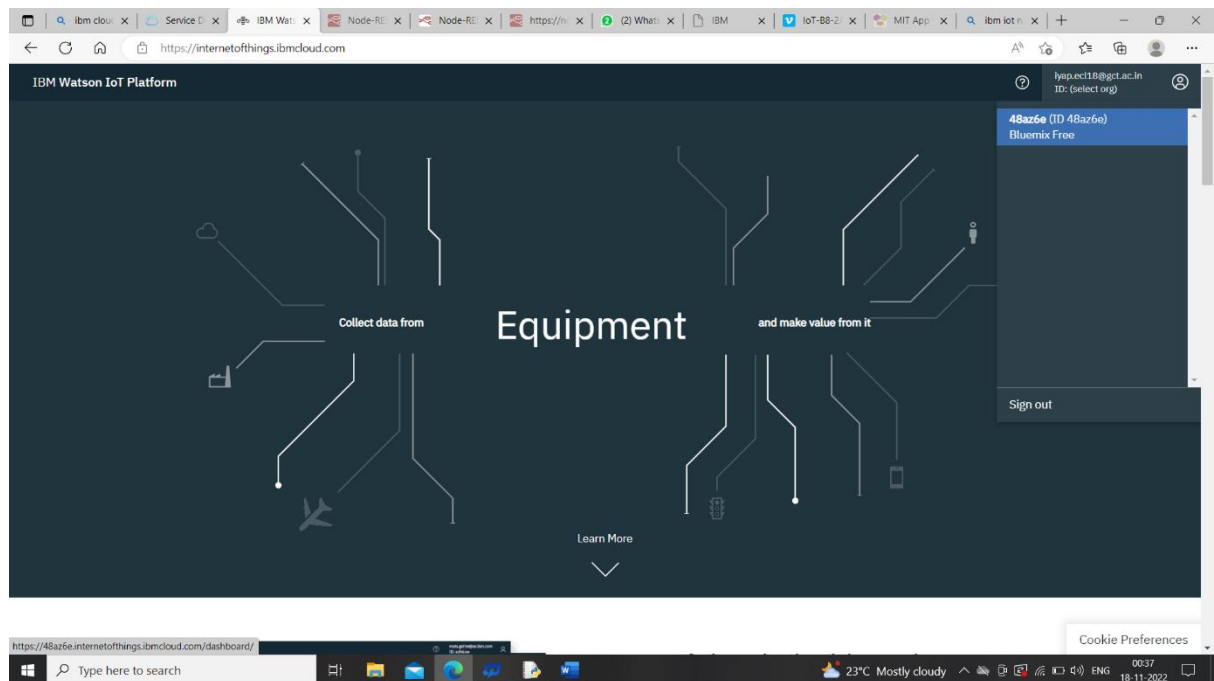 ibm clou
Service D
IBM Wats
Node-RE
Node-RE
https://n
(2) Whats
IBM
IoT-B8-2
MIT App
ibm iot n
https://internetofthings.ibmcloud.com
IBM Watson IoT Platform
lyap.ecl18@gct.ac.in
ID: (select org)
48az6e (ID 48az6e)
Bluemix Free
Collect data from
Equipment
and make value from it
Sign out
Learn More
Cookie Preferences
https://48az6e.internetofthings.ibmcloud.com/dashboard/
Type here to search
23°C Mostly cloudy
ENG
00:37
18-11-2022